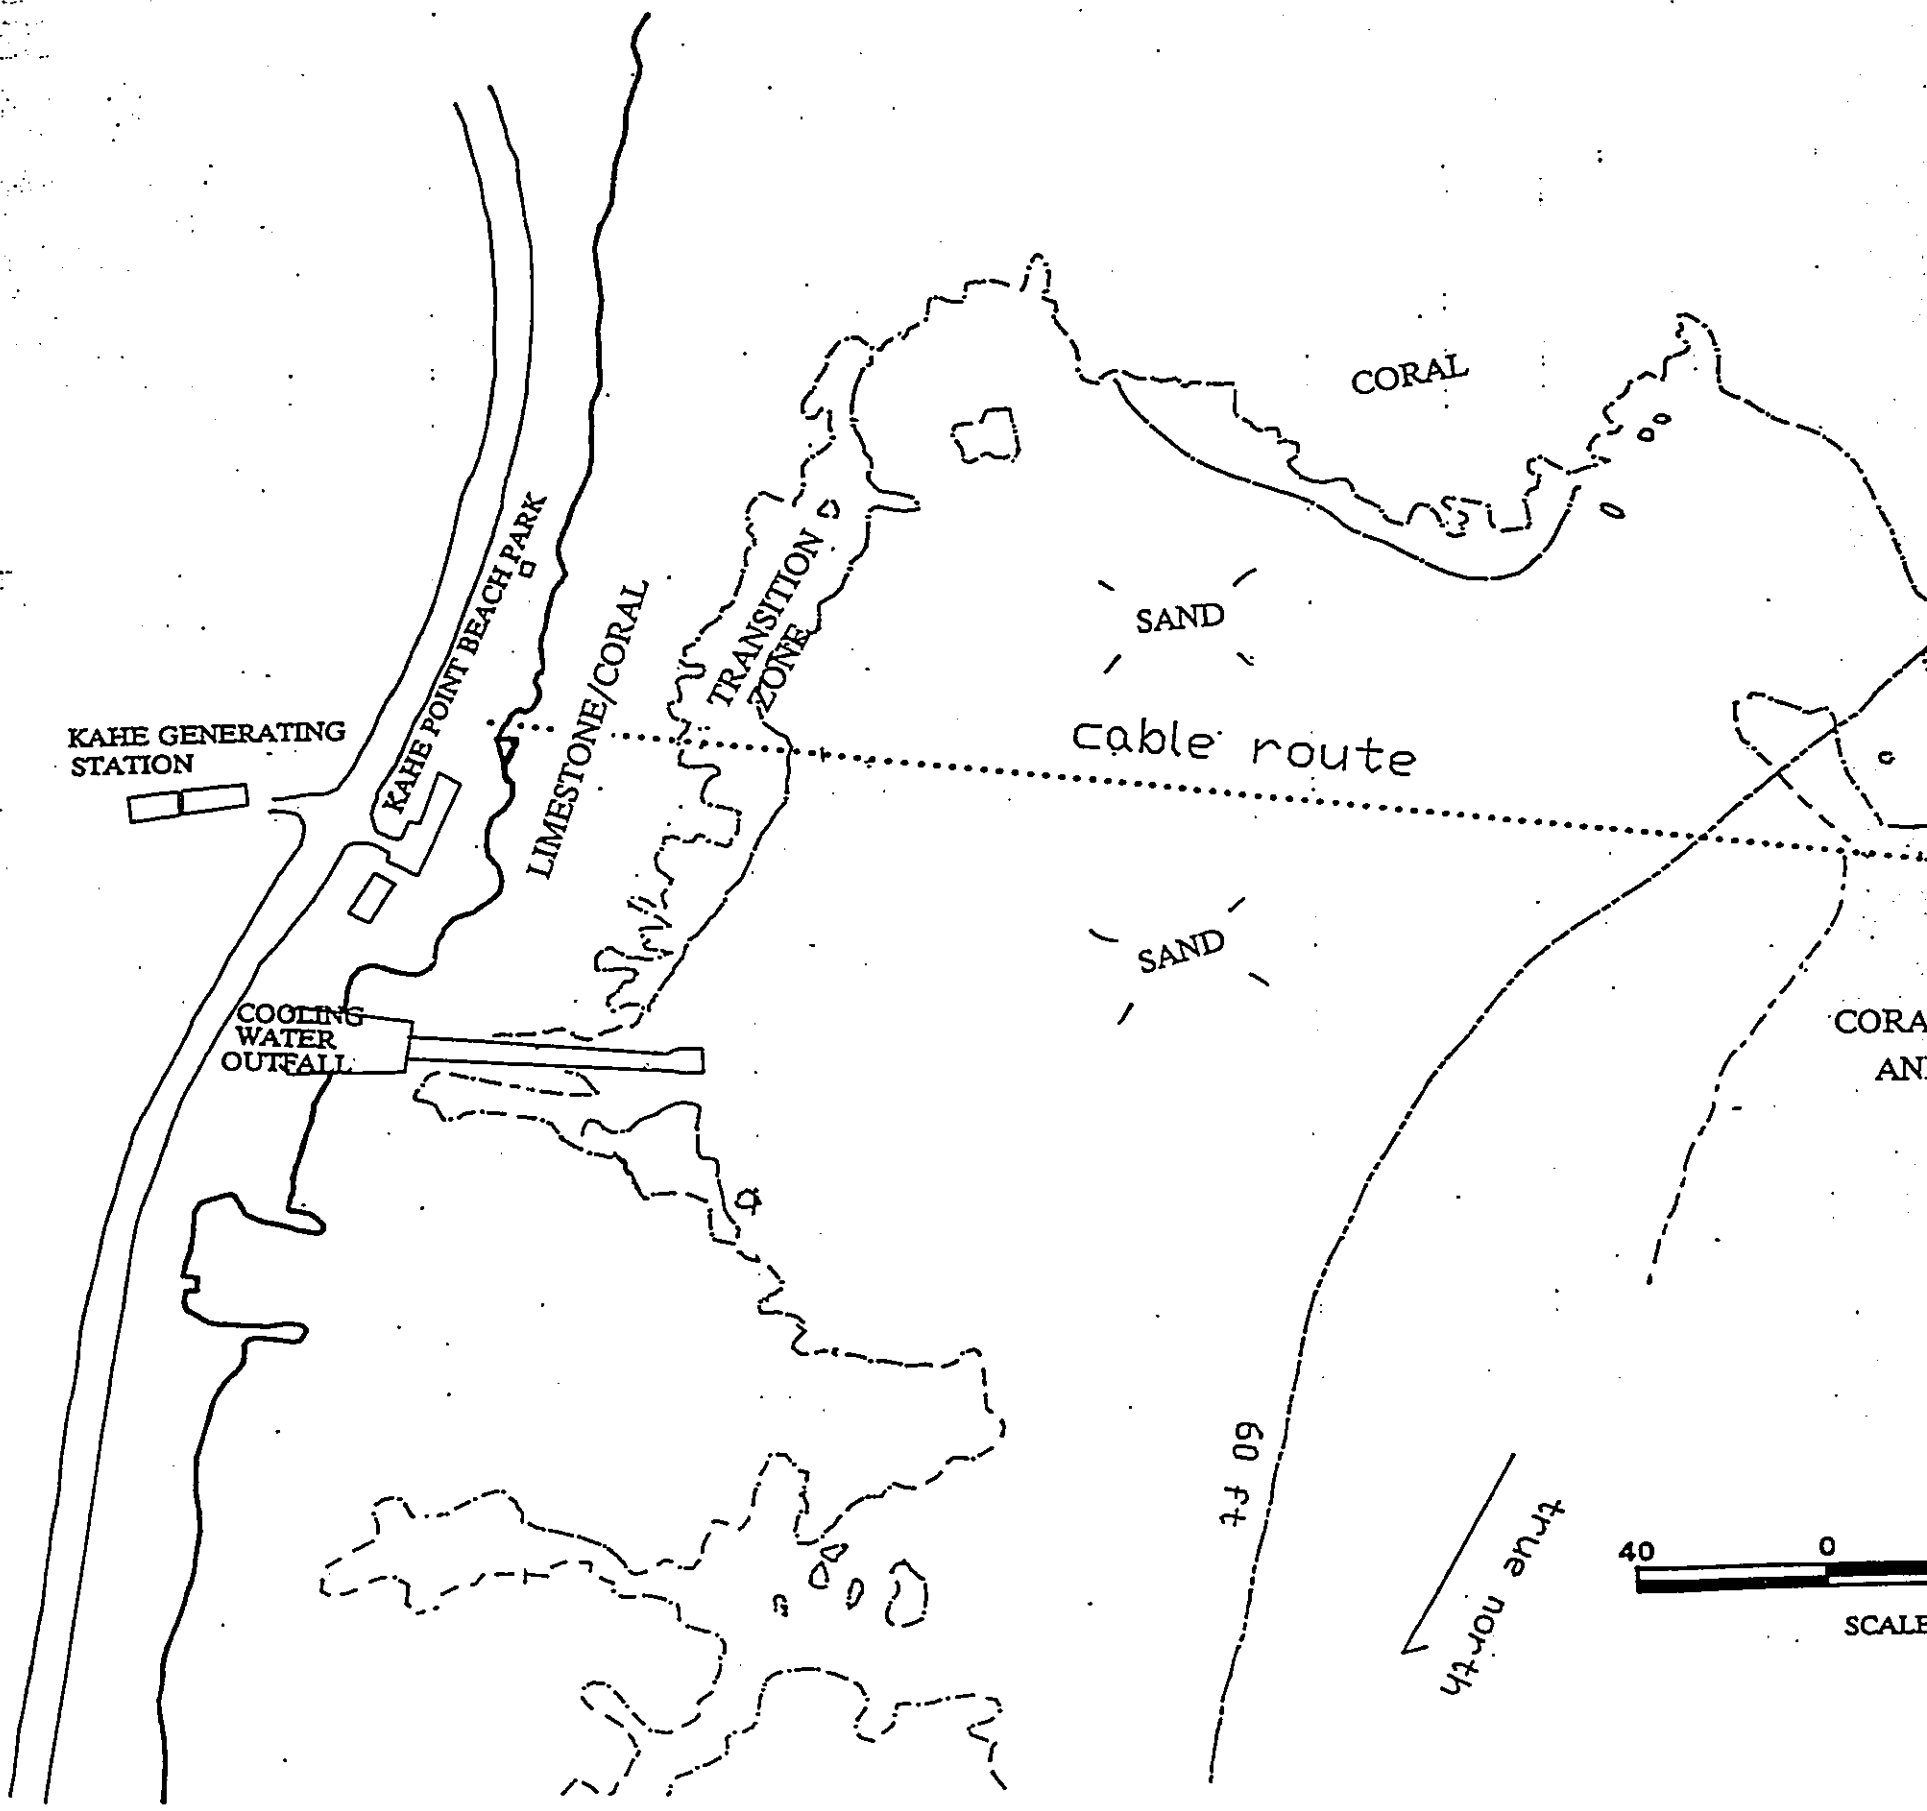 CORAL
KAHE POINT BEACH PARK
LIMESTONE/CORAL
TRANSITION
ZONE
SAND
KAHE GENERATING
STATION
cable route
SAND
COOLING
WATER
OUTFALL
CORA
AN
60 ft
true north
40 0
SCALE